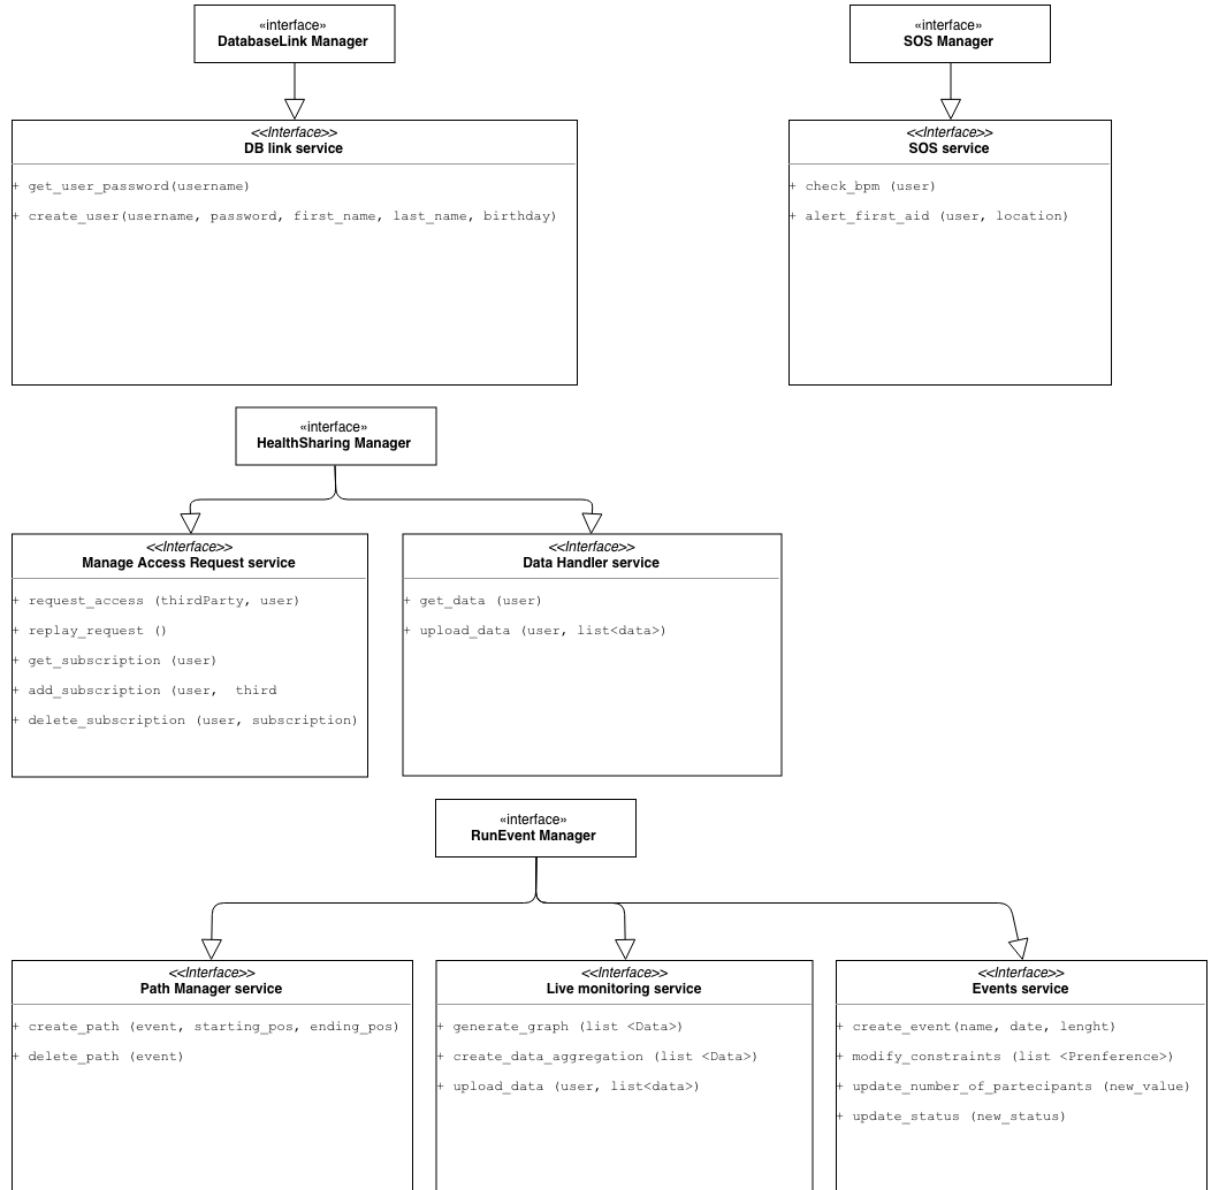 «interface»
DatabaseLink Manager
«interface»
SOS Manager
<<Interface>>
DB link service
+ get_user_password(username)
+ create_user(username, password, first_name, last_name, birthday)
<<Interface>>
SOS service
+ check_bpm (user)
+ alert_first_aid (user, location)
«interface»
HealthSharing Manager
<<Interface>>
Manage Access Request service
+ request_access (thirdParty, user)
+ replay_request ()
+ get_subscription (user)
+ add_subscription (user, third
+ delete_subscription (user, subscription)
<<Interface>>
Data Handler service
+ get_data (user)
+ upload_data (user, list<data>)
«interface»
RunEvent Manager
<<Interface>>
Path Manager service
+ create_path (event, starting_pos, ending_pos)
+ delete_path (event)
<<Interface>>
Live monitoring service
+ generate_graph (list <Data>)
+ create_data_aggregation (list <Data>)
+ upload_data (user, list<data>)
<<Interface>>
Events service
+ create_event(name, date, lenght)
+ modify_constraints (list <Prenference>)
+ update_number_of_partecipants (new_value)
+ update_status (new_status)